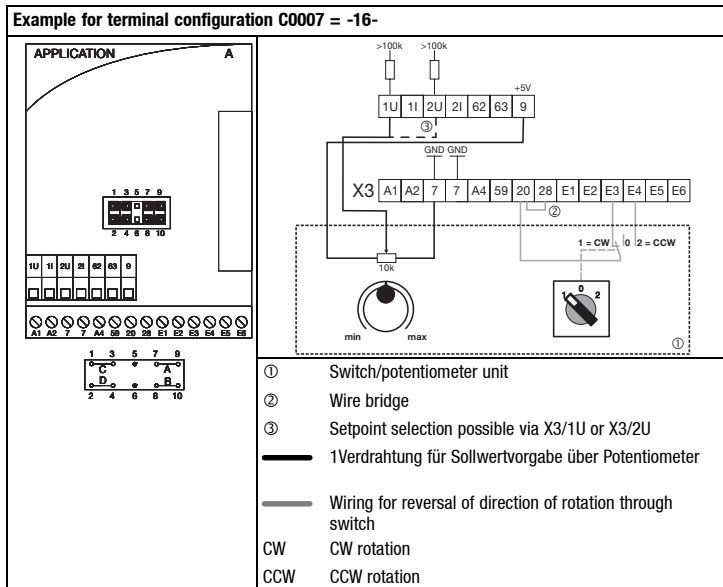 Example for terminal configuration C0007 = -16-
APPLICATION A
1 3 5 7 9
2 4 6 8 10
1U 1I 2U 2I 62 63 9
A1 A2 7 7 A4 59 20 28 E1 E2 E3 E4 E5 E6
1 3 5 7 9
C A
D B
2 4 6 8 10
>100k >100k
+5V
1U 1I 2U 2I 62 63 9
③
GND GND
X3 A1 A2 7 7 A4 59 20 28 E1 E2 E3 E4 E5 E6
②
1 = CW 0 2 = CCW
10k
0
1 2
min max
①
① Switch/potentiometer unit
② Wire bridge
③ Setpoint selection possible via X3/1U or X3/2U
1Verdrahtung für Sollwertvorgabe über Potentiometer
Wiring for reversal of direction of rotation through
switch
CW CW rotation
CCW CCW rotation